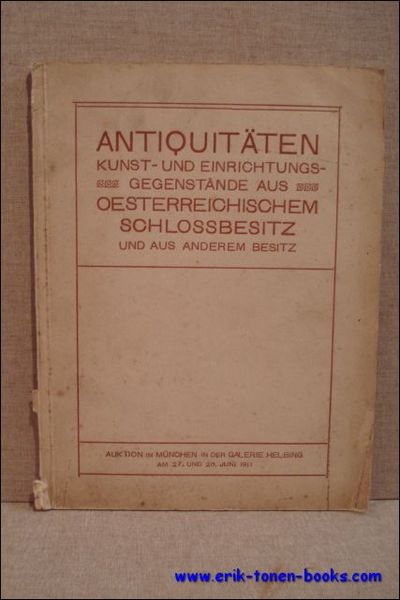 ANTIQUITÄTEN
KUNST- UND EINRICHTUNGS-
GEGENSTÄNDE AUS
OESTERREICHISCHEM
SCHLOSSBESITZ
UND AUS ANDEREM BESITZ
AUKTION IN MÜNCHEN IN DER GALERIE HELBING
AM 27. UND 28. JUNI 1911
www.erik-tonen-books.com